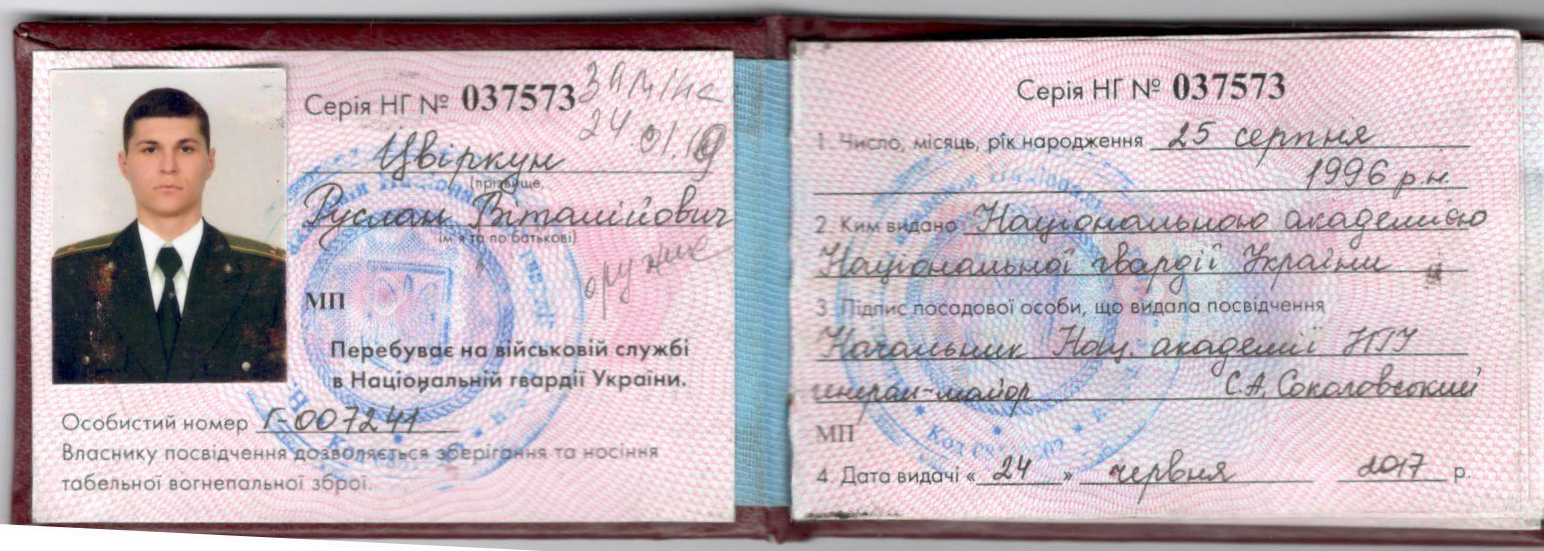 Серія НГ № 037573
ЗАМІНА
24 01.19
Цвіркун
(прізвище,
Руслан Віталійович
(ім'я та по батькові)
оружие
МП
Перебуває на військовій службі
в Національній гвардії України.
Особистий номер Г-007241
Власнику посвідчення дозволяється зберігання та носіння
табельної вогнепальної зброї.
Серія НГ № 037573
1. Число, місяць, рік народження 25 серпня
1996 р.н.
2. Ким видано Національною академією
Національної гвардії України
3. Підпис посадової особи, що видала посвідчення
Начальник Нац. академії НГУ
генерал-майор С.А. Соколовський
МП
4. Дата видачі « 24 » червня 2017 р.